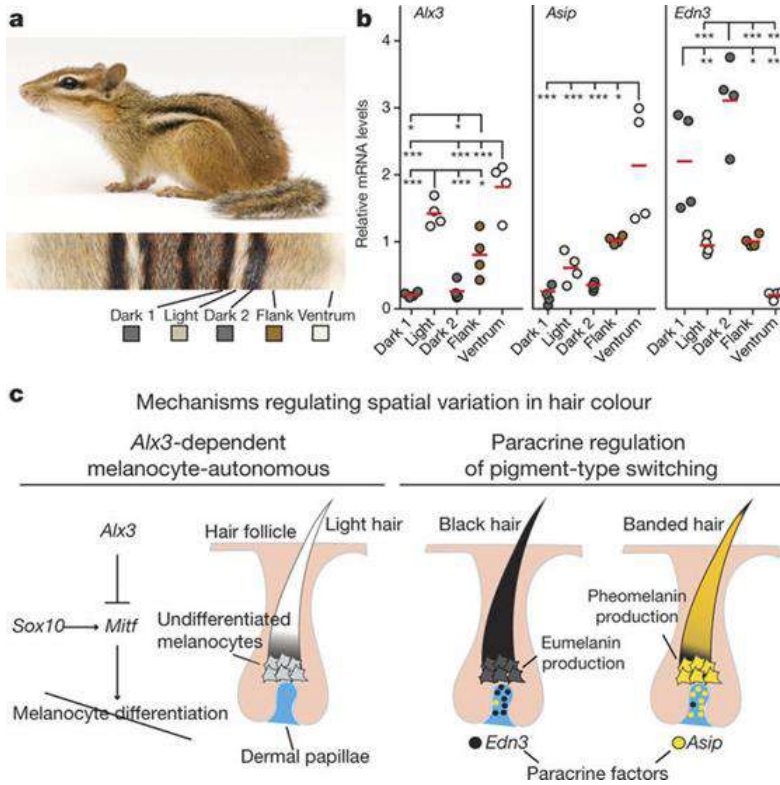 a
Dark 1 Light Dark 2 Flank Ventrum
b
Alx3
Asip
Edn3
Relative mRNA levels
4
3
2
1
0
* *
*** *** ***
*** *** *
*** *** *** *
*** *** **
** * **
Dark 1 Light Dark 2 Flank Ventrum
Dark 1 Light Dark 2 Flank Ventrum
Dark 1 Light Dark 2 Flank Ventrum
c
Mechanisms regulating spatial variation in hair colour
Alx3-dependent
melanocyte-autonomous
Alx3
Sox10 Mitf
Melanocyte differentiation
Hair follicle
Light hair
Undifferentiated
melanocytes
Dermal papillae
Paracrine regulation
of pigment-type switching
Black hair
Eumelanin
production
Banded hair
Pheomelanin
production
Edn3 Asip
Paracrine factors